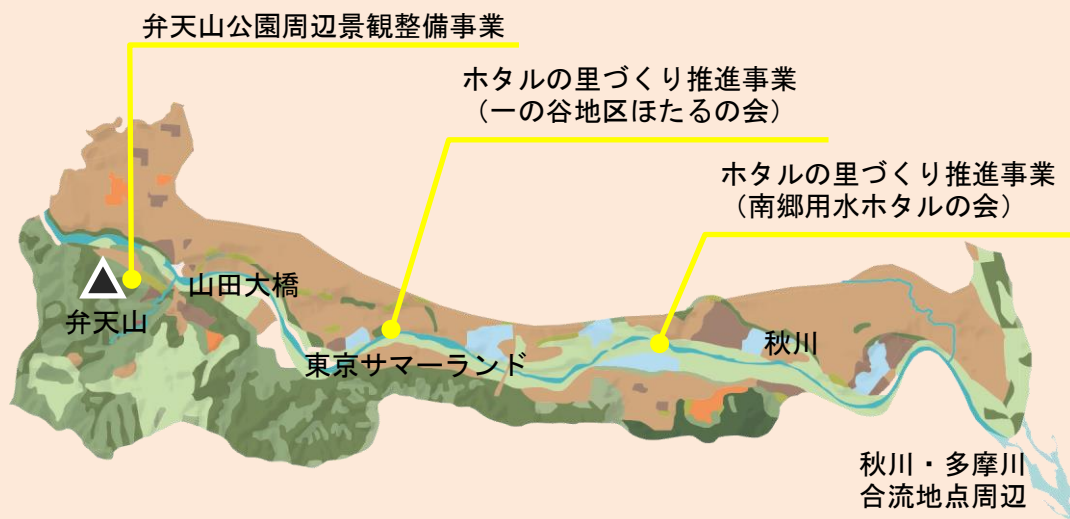 弁天山公園周辺景観整備事業
ホタルの里づくり推進事業
（一の谷地区ほたるの会）
ホタルの里づくり推進事業
（南郷用水ホタルの会）
山田大橋
弁天山
東京サマーランド
秋川
秋川・多摩川
合流地点周辺